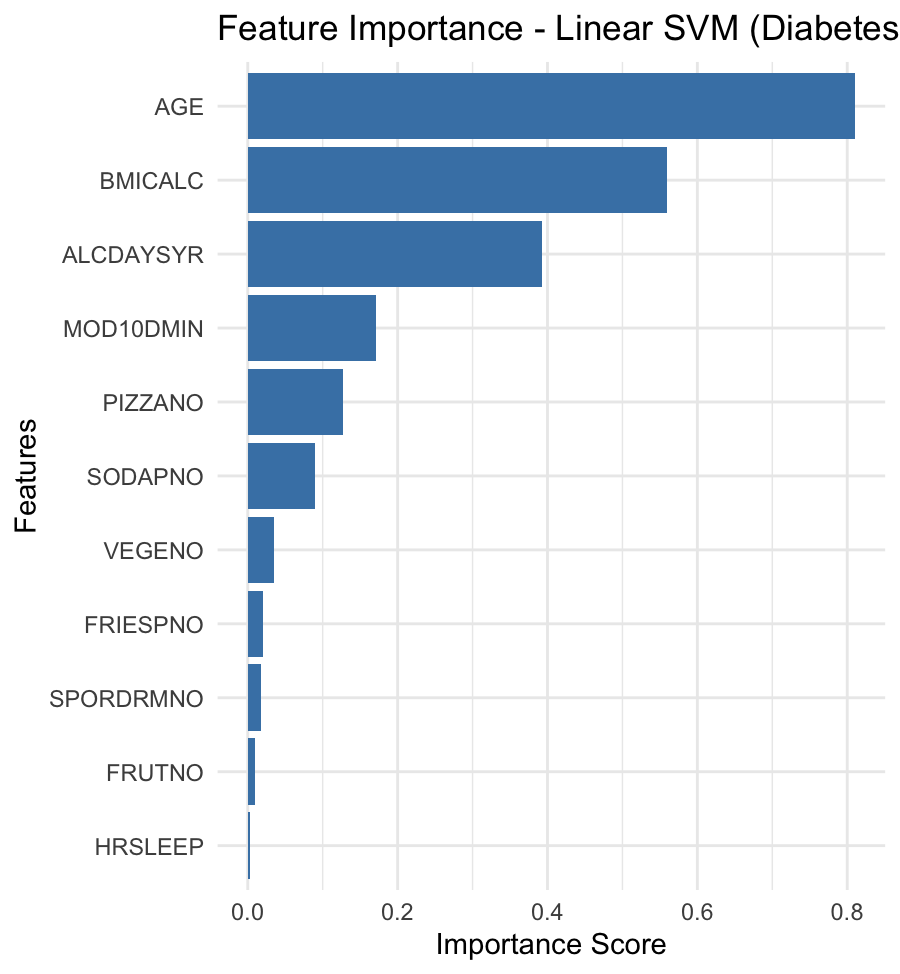 Feature Importance - Linear SVM (Diabetes
AGE
BMICALC
ALCDAYSYR
MOD10DMIN
PIZZANO
SODAPNO
VEGENO
FRIESPNO
SPORDRMNO
FRUTNO
HRSLEEP
Features
0.0 0.2 0.4 0.6 0.8
Importance Score